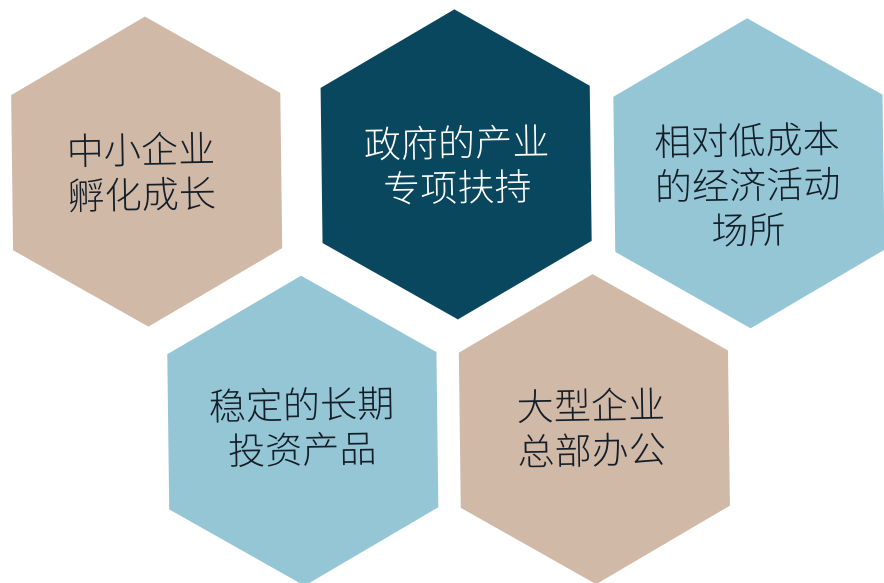 中小企业
孵化成长
政府的产业
专项扶持
相对低成本
的经济活动
场所
稳定的长期
投资产品
大型企业
总部办公